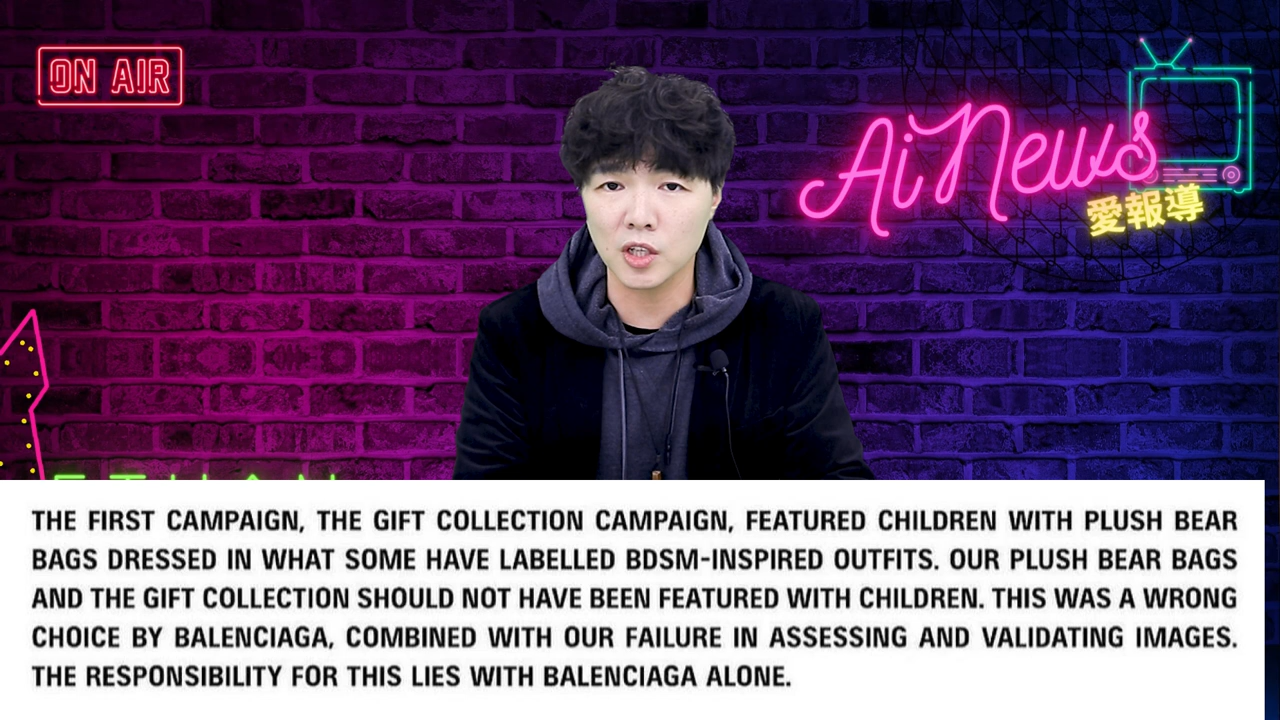 ON AIR
Ai News
愛報導
THE FIRST CAMPAIGN, THE GIFT COLLECTION CAMPAIGN, FEATURED CHILDREN WITH PLUSH BEAR
BAGS DRESSED IN WHAT SOME HAVE LABELLED BDSM-INSPIRED OUTFITS. OUR PLUSH BEAR BAGS
AND THE GIFT COLLECTION SHOULD NOT HAVE BEEN FEATURED WITH CHILDREN. THIS WAS A WRONG
CHOICE BY BALENCIAGA, COMBINED WITH OUR FAILURE IN ASSESSING AND VALIDATING IMAGES.
THE RESPONSIBILITY FOR THIS LIES WITH BALENCIAGA ALONE.